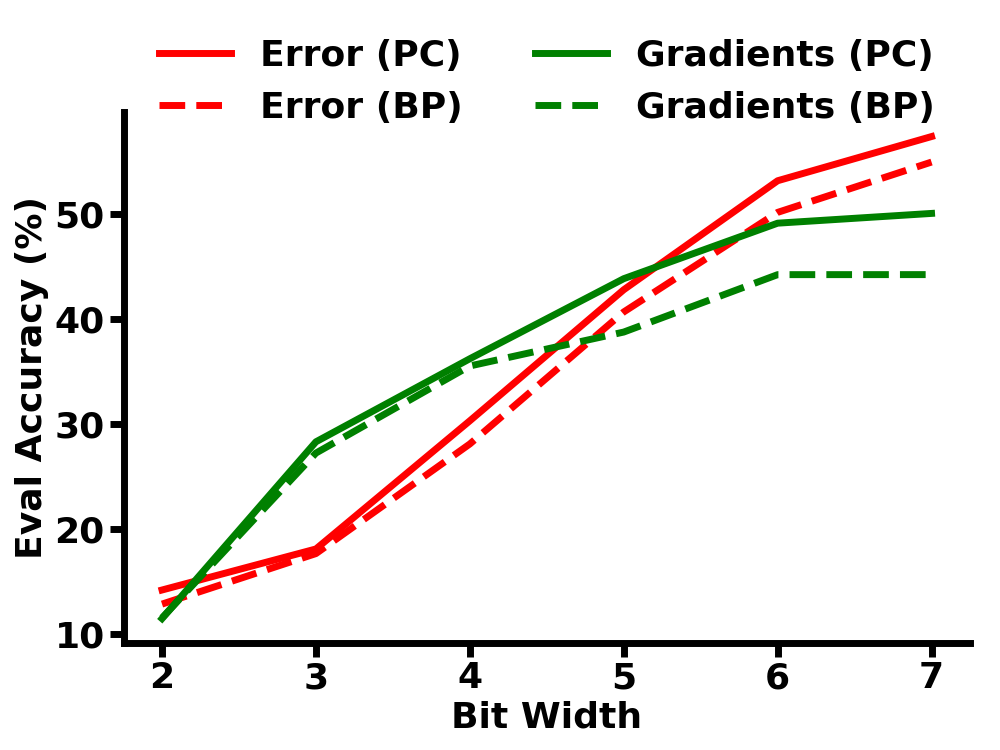 Error (PC)
Error (BP)
Gradients (PC)
Gradients (BP)
Eval Accuracy (%)
50
40
30
20
10
2 3 4 5 6 7
Bit Width